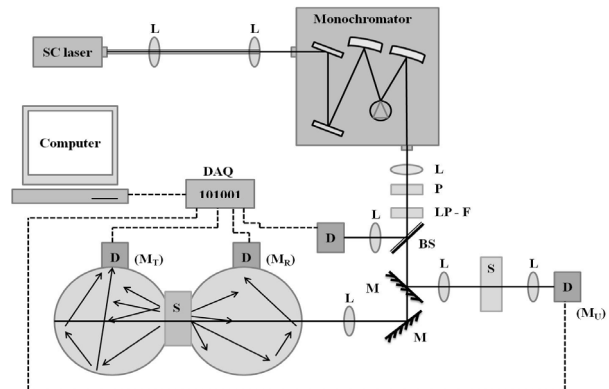 L
L
Monochromator
SC laser
Computer
DAQ
101001
L
P
LP - F
L
D
BS
D
(M_T)
D
(M_R)
L
S
L
S
M
D
L
M
(M_U)